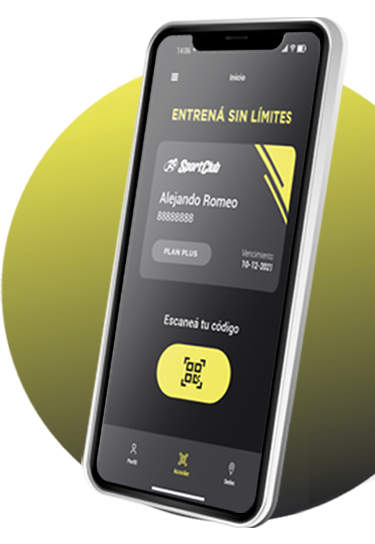 14:06
Inicio
ENTRENÁ SIN LÍMITES
SportClub
Alejandro Romeo
88888888
PLAN PLUS
Vencimiento
10-12-2021
Escaneá tu código
Perfil
Acceder
Sedes